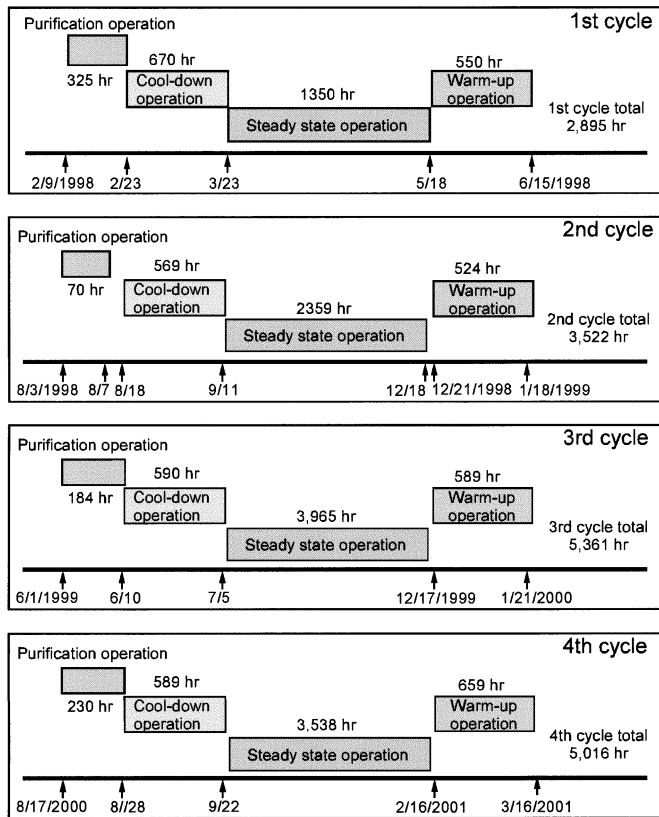 1st cycle
Purification operation
670 hr
550 hr
325 hr
Cool-down
operation
1350 hr
Warm-up
operation
Steady state operation
1st cycle total
2,895 hr
2/9/1998
2/23
3/23
5/18
6/15/1998
2nd cycle
Purification operation
569 hr
524 hr
70 hr
Cool-down
operation
2359 hr
Warm-up
operation
Steady state operation
2nd cycle total
3,522 hr
8/3/1998
8/7
8/18
9/11
12/18
12/21/1998
1/18/1999
3rd cycle
Purification operation
590 hr
589 hr
184 hr
Cool-down
operation
3,965 hr
Warm-up
operation
Steady state operation
3rd cycle total
5,361 hr
6/1/1999
6/10
7/5
12/17/1999
1/21/2000
4th cycle
Purification operation
589 hr
659 hr
230 hr
Cool-down
operation
3,538 hr
Warm-up
operation
Steady state operation
4th cycle total
5,016 hr
8/17/2000
8//28
9/22
2/16/2001
3/16/2001